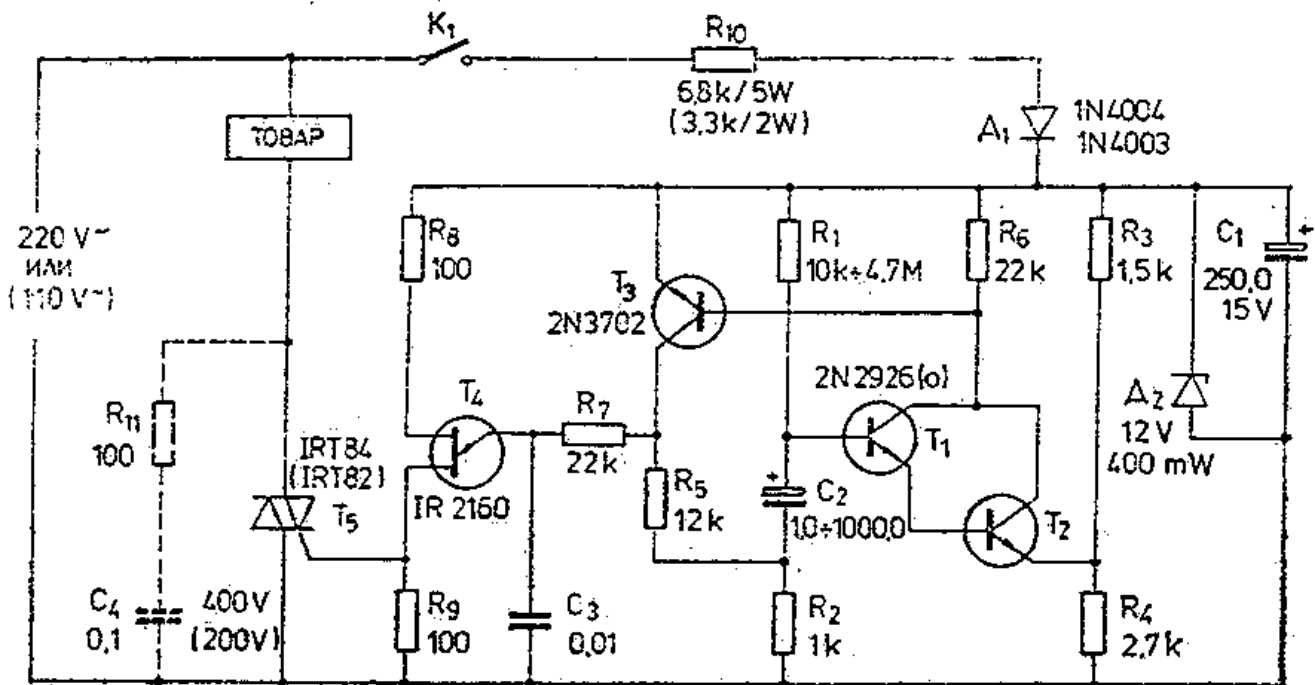 K₁
R₁₀
6,8k/5W
(3,3k/2W)
Д₁
1N4004
1N4003
ТОВАР
220 V~
ИЛИ
(110 V~)
R₈
100
T₃
2N3702
R₁
10k÷4.7M
R₆
22k
R₃
1,5k
C₁
+
250,0
15V
R₁₁
100
T₄
IR 2160
R₇
22k
2N2926(o)
T₁
Д₂
12V
400 mW
IRT84
(IRT82)
T₅
R₅
12k
+
C₂
1,0÷1000,0
T₂
C₄
0,1
400V
(200V)
R₉
100
C₃
0,01
R₂
1k
R₄
2,7k